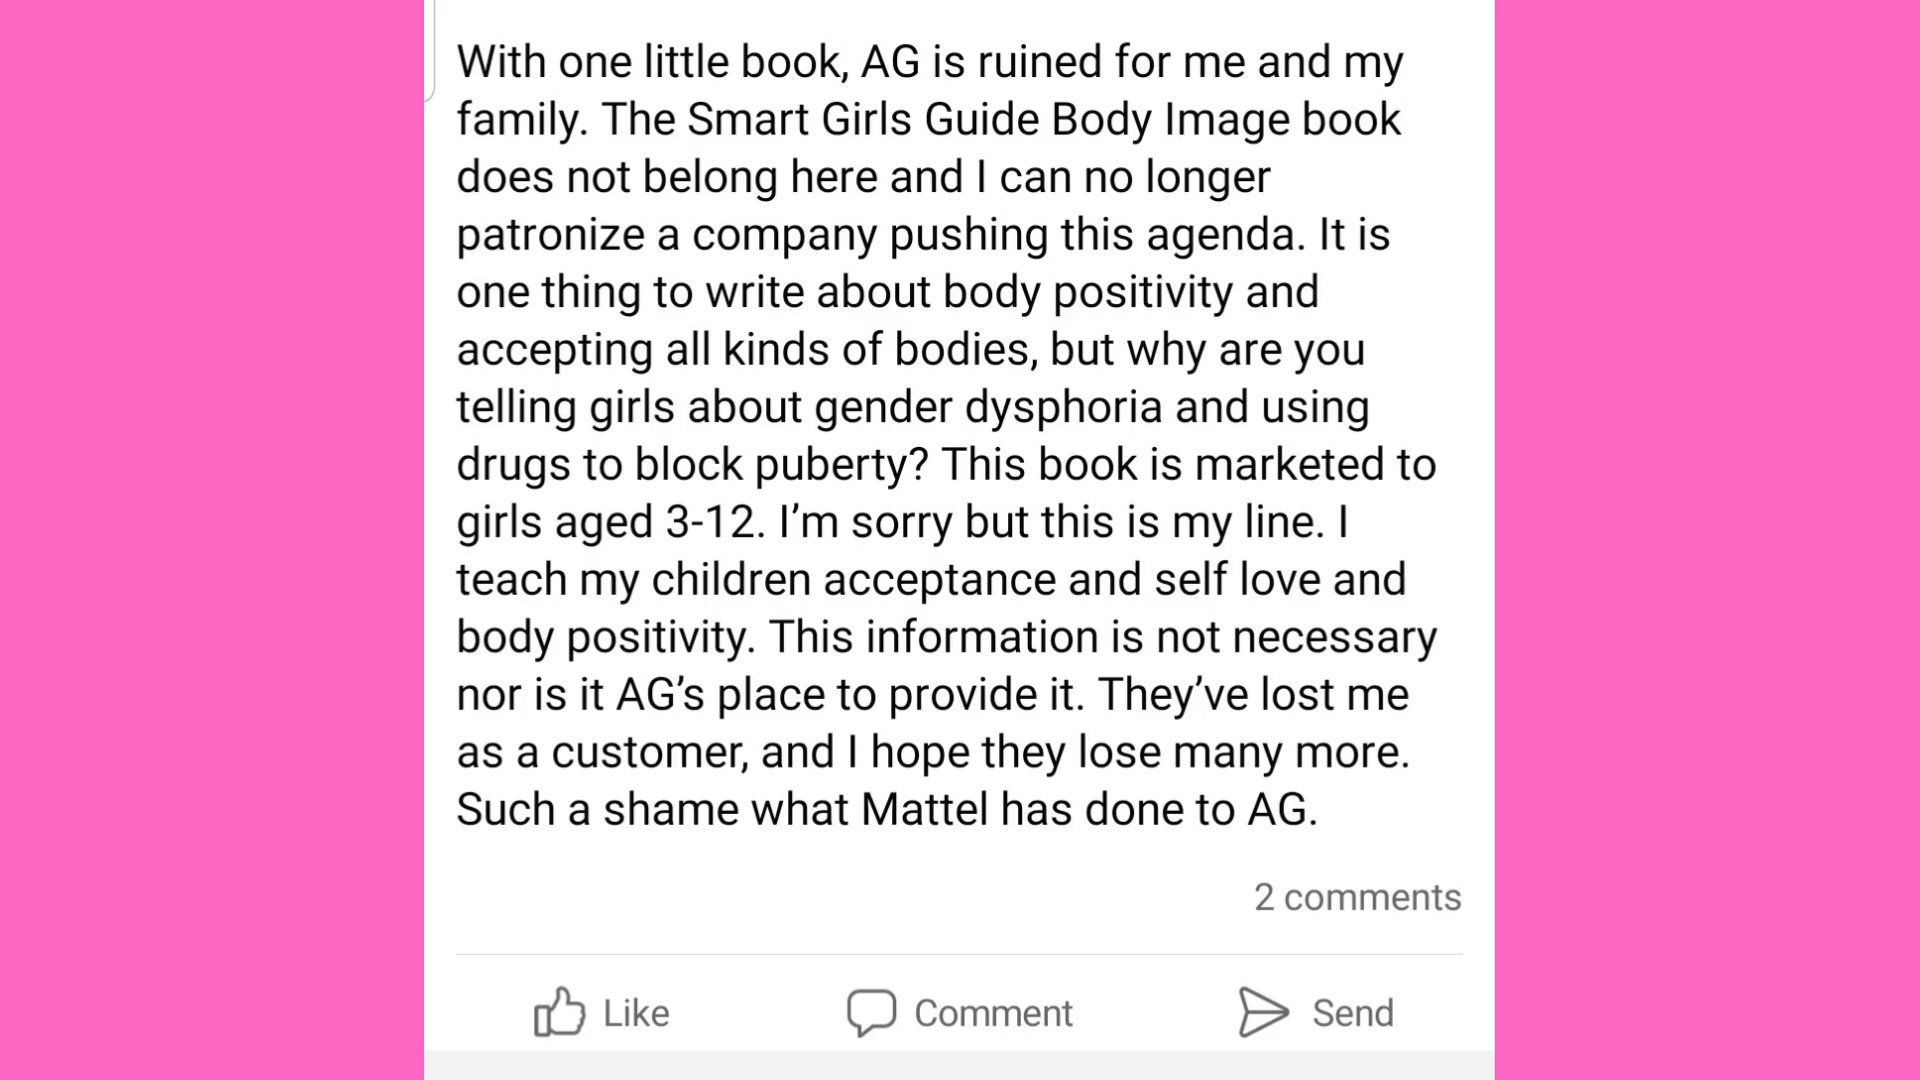 With one little book, AG is ruined for me and my
family. The Smart Girls Guide Body Image book
does not belong here and I can no longer
patronize a company pushing this agenda. It is
one thing to write about body positivity and
accepting all kinds of bodies, but why are you
telling girls about gender dysphoria and using
drugs to block puberty? This book is marketed to
girls aged 3-12. I’m sorry but this is my line. I
teach my children acceptance and self love and
body positivity. This information is not necessary
nor is it AG’s place to provide it. They’ve lost me
as a customer, and I hope they lose many more.
Such a shame what Mattel has done to AG.
2 comments
Like Comment Send